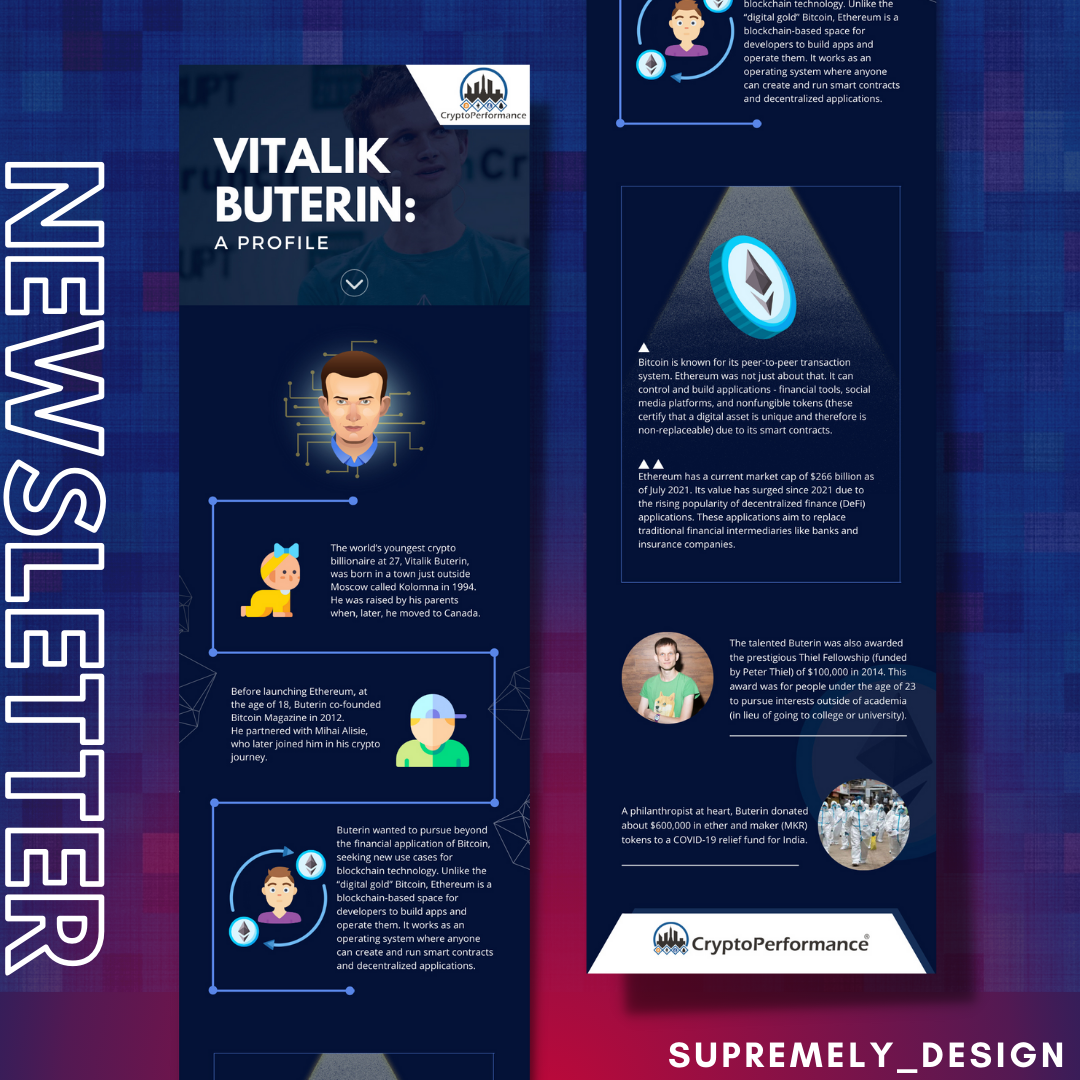 NEWSLETTER
CryptoPerformance
VITALIK
BUTERIN:
A PROFILE
The world's youngest crypto
billionaire at 27, Vitalik Buterin,
was born in a town just outside
Moscow called Kolomna in 1994.
He was raised by his parents
when, later, he moved to Canada.
Before launching Ethereum, at
the age of 18, Buterin co-founded
Bitcoin Magazine in 2012.
He partnered with Mihai Alisie,
who later joined him in his crypto
journey.
Buterin wanted to pursue beyond
the financial application of Bitcoin,
seeking new use cases for
blockchain technology. Unlike the
“digital gold” Bitcoin, Ethereum is a
blockchain-based space for
developers to build apps and
operate them. It works as an
operating system where anyone
can create and run smart contracts
and decentralized applications.
blockchain technology. Unlike the
“digital gold” Bitcoin, Ethereum is a
blockchain-based space for
developers to build apps and
operate them. It works as an
operating system where anyone
can create and run smart contracts
and decentralized applications.
Bitcoin is known for its peer-to-peer transaction
system. Ethereum was not just about that. It can
control and build applications - financial tools, social
media platforms, and nonfungible tokens (these
certify that a digital asset is unique and therefore is
non-replaceable) due to its smart contracts.
Ethereum has a current market cap of $266 billion as
of July 2021. Its value has surged since 2021 due to
the rising popularity of decentralized finance (DeFi)
applications. These applications aim to replace
traditional financial intermediaries like banks and
insurance companies.
The talented Buterin was also awarded
the prestigious Thiel Fellowship (funded
by Peter Thiel) of $100,000 in 2014. This
award was for people under the age of 23
to pursue interests outside of academia
(in lieu of going to college or university).
A philanthropist at heart, Buterin donated
about $600,000 in ether and maker (MKR)
tokens to a COVID-19 relief fund for India.
CryptoPerformance®
SUPREMELY_DESIGN